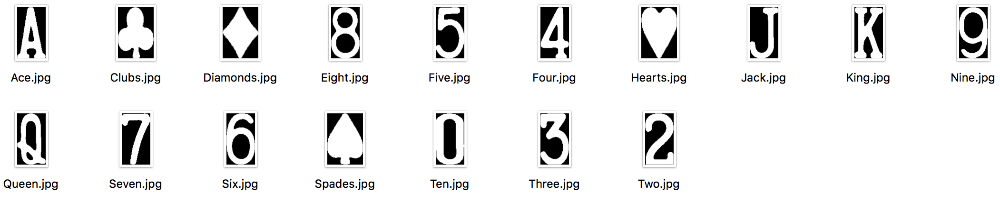 A 8 5 4 J K 9
Ace.jpg Clubs.jpg Diamonds.jpg Eight.jpg Five.jpg Four.jpg Hearts.jpg Jack.jpg King.jpg Nine.jpg
Q 7 6 0 3 2
Queen.jpg Seven.jpg Six.jpg Spades.jpg Ten.jpg Three.jpg Two.jpg